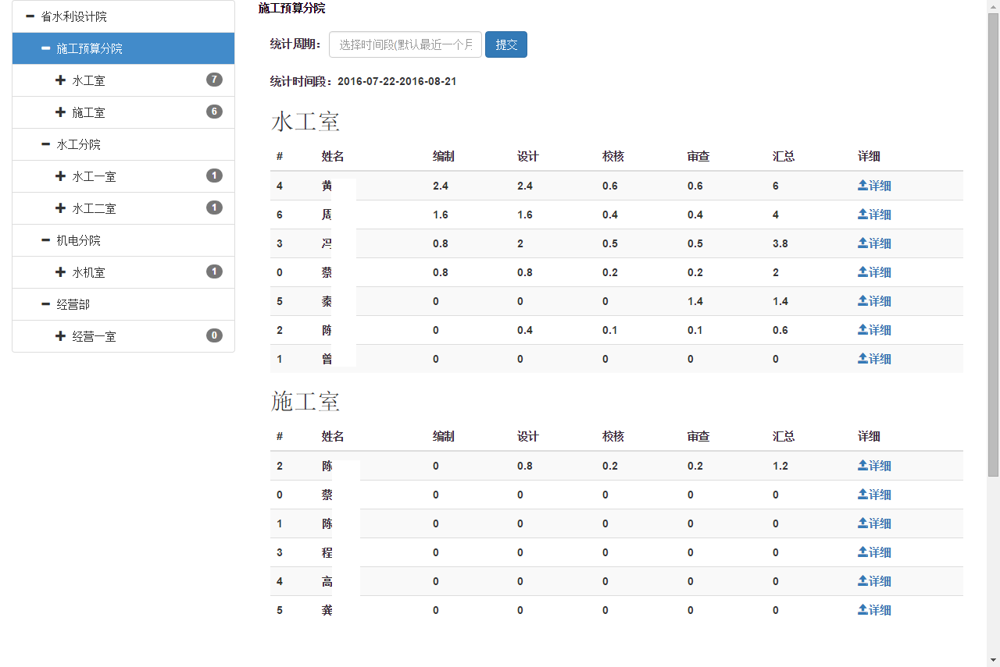 省水利设计院
施工预算分院
水工室 7
施工室 6
水工分院
水工一室 1
水工二室 1
机电分院
水机室 1
经营部
经营一室 0
施工预算分院
统计周期： 选择时间段(默认最近一个月 提交
统计时间段：2016-07-22-2016-08-21
水工室
# 姓名 编制 设计 校核 审查 汇总 详细
4 黄 2.4 2.4 0.6 0.6 6 详细
6 周 1.6 1.6 0.4 0.4 4 详细
3 冯 0.8 2 0.5 0.5 3.8 详细
0 蔡 0.8 0.8 0.2 0.2 2 详细
5 秦 0 0 0 1.4 1.4 详细
2 陈 0 0.4 0.1 0.1 0.6 详细
1 曾 0 0 0 0 0 详细
施工室
# 姓名 编制 设计 校核 审查 汇总 详细
2 陈 0 0.8 0.2 0.2 1.2 详细
0 蔡 0 0 0 0 0 详细
1 陈 0 0 0 0 0 详细
3 程 0 0 0 0 0 详细
4 高 0 0 0 0 0 详细
5 龚 0 0 0 0 0 详细